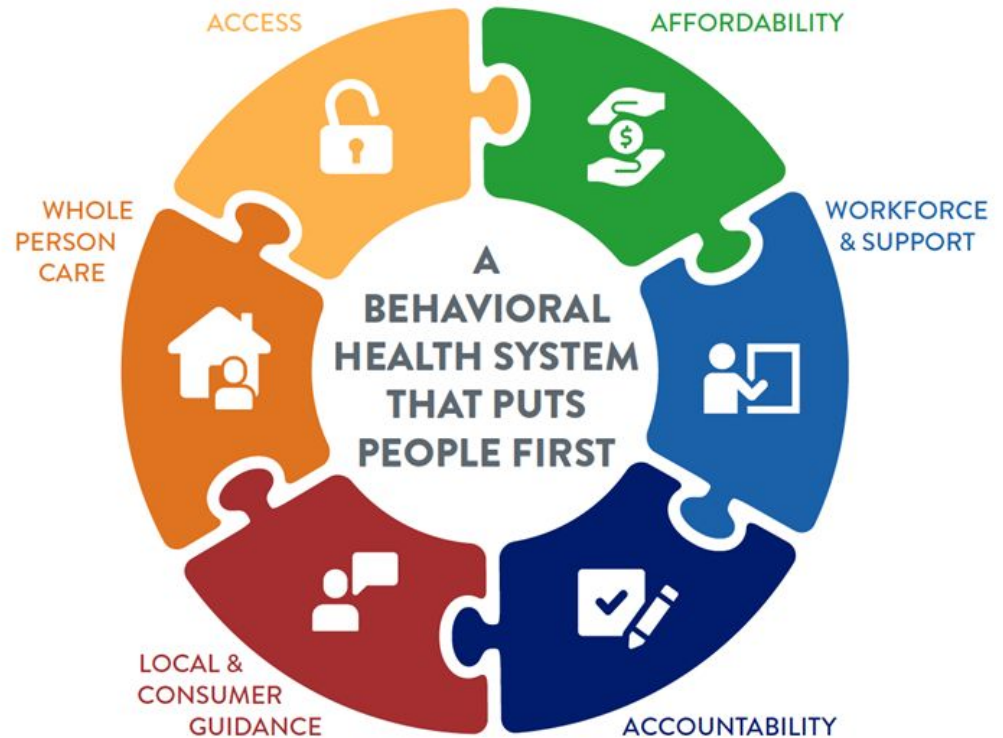 ACCESS
AFFORDABILITY
WHOLE
PERSON
CARE
WORKFORCE
& SUPPORT
A
BEHAVIORAL
HEALTH SYSTEM
THAT PUTS
PEOPLE FIRST
$
LOCAL &
CONSUMER
GUIDANCE
ACCOUNTABILITY